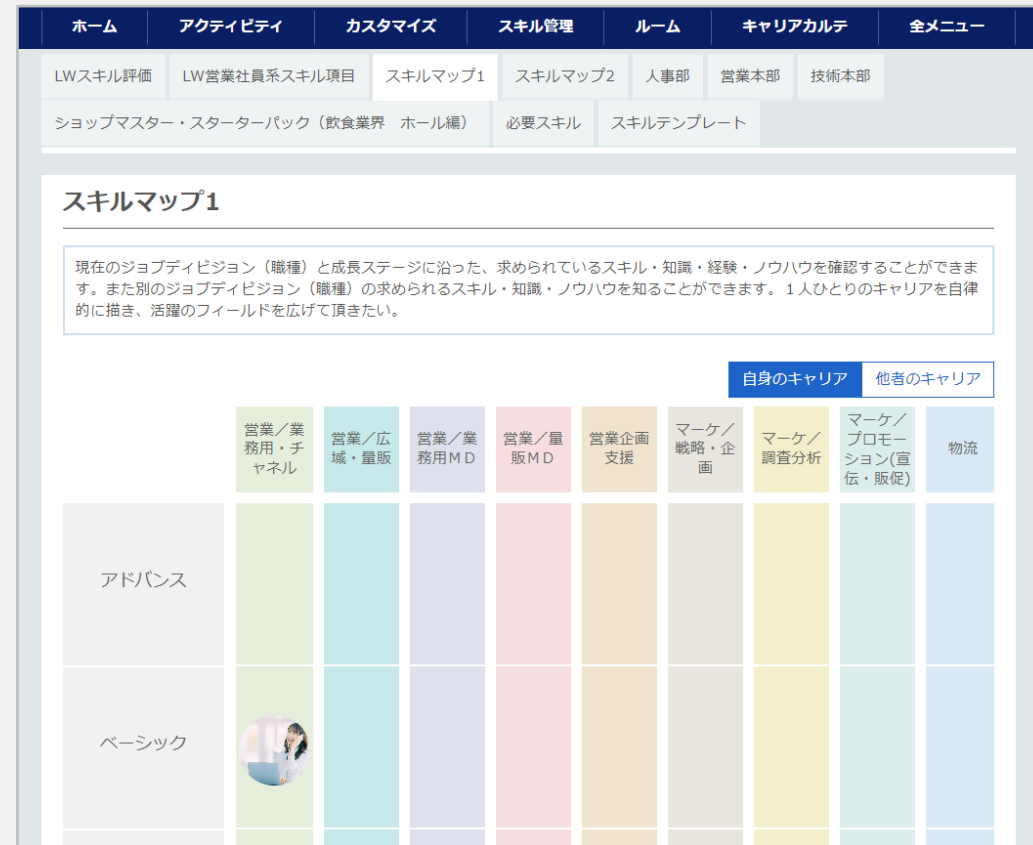 ホーム アクティビティ カスタマイズ スキル管理 ルーム キャリアカルテ 全メニュー
LWスキル評価 LW営業社員系スキル項目 スキルマップ1 スキルマップ2 人事部 営業本部 技術本部
ショップマスター・スターターパック（飲食業界　ホール編） 必要スキル スキルテンプレート
スキルマップ1
現在のジョブディビジョン（職種）と成長ステージに沿った、求められているスキル・知識・経験・ノウハウを確認することができま
す。また別のジョブディビジョン（職種）の求められるスキル・知識・ノウハウを知ることができます。１人ひとりのキャリアを自律
的に描き、活躍のフィールドを広げて頂きたい。
自身のキャリア 他者のキャリア
営業／業
務用・チ
ャネル
営業／広
域・量販
営業／業
務用ＭＤ
営業／量
販ＭＤ
営業企画
支援
マーケ／
戦略・企
画
マーケ／
調査分析
マーケ／
プロモー
ション(宣
伝・販促)
物流
アドバンス
ベーシック